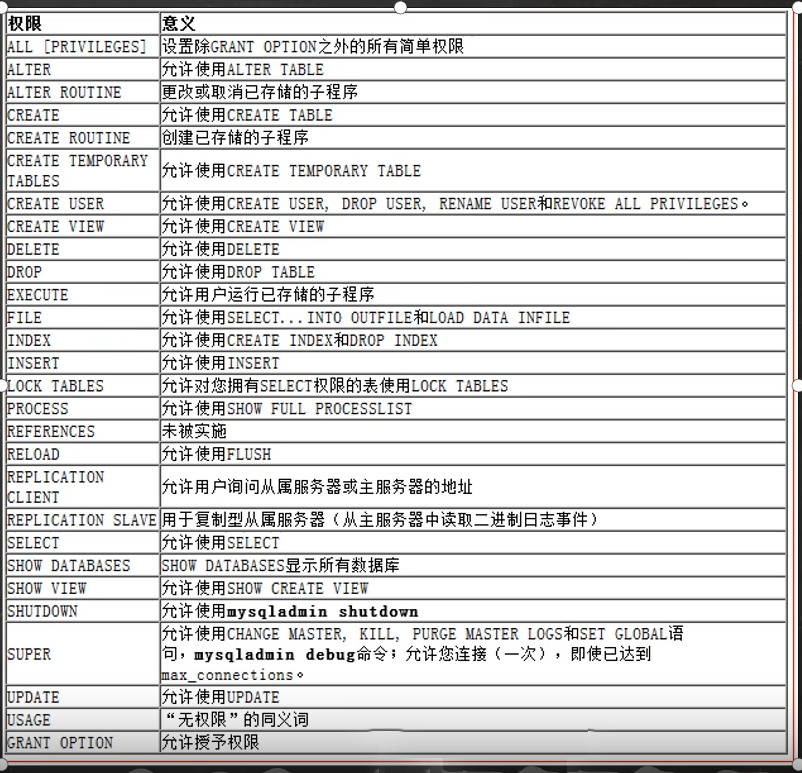 权限 意义
ALL [PRIVILEGES] 设置除GRANT OPTION之外的所有简单权限
ALTER 允许使用ALTER TABLE
ALTER ROUTINE 更改或取消已存储的子程序
CREATE 允许使用CREATE TABLE
CREATE ROUTINE 创建已存储的子程序
CREATE TEMPORARY
TABLES
允许使用CREATE TEMPORARY TABLE
CREATE USER 允许使用CREATE USER, DROP USER, RENAME USER和REVOKE ALL PRIVILEGES。
CREATE VIEW 允许使用CREATE VIEW
DELETE 允许使用DELETE
DROP 允许使用DROP TABLE
EXECUTE 允许用户运行已存储的子程序
FILE 允许使用SELECT...INTO OUTFILE和LOAD DATA INFILE
INDEX 允许使用CREATE INDEX和DROP INDEX
INSERT 允许使用INSERT
LOCK TABLES 允许对您拥有SELECT权限的表使用LOCK TABLES
PROCESS 允许使用SHOW FULL PROCESSLIST
REFERENCES 未被实施
RELOAD 允许使用FLUSH
REPLICATION
CLIENT
允许用户询问从属服务器或主服务器的地址
REPLICATION SLAVE 用于复制型从属服务器（从主服务器中读取二进制日志事件）
SELECT 允许使用SELECT
SHOW DATABASES SHOW DATABASES显示所有数据库
SHOW VIEW 允许使用SHOW CREATE VIEW
SHUTDOWN 允许使用mysqladmin shutdown
SUPER
允许使用CHANGE MASTER, KILL, PURGE MASTER LOGS和SET GLOBAL语
句，mysqladmin debug命令；允许您连接（一次），即使已达到
max_connections。
UPDATE 允许使用UPDATE
USAGE “无权限”的同义词
GRANT OPTION 允许授予权限